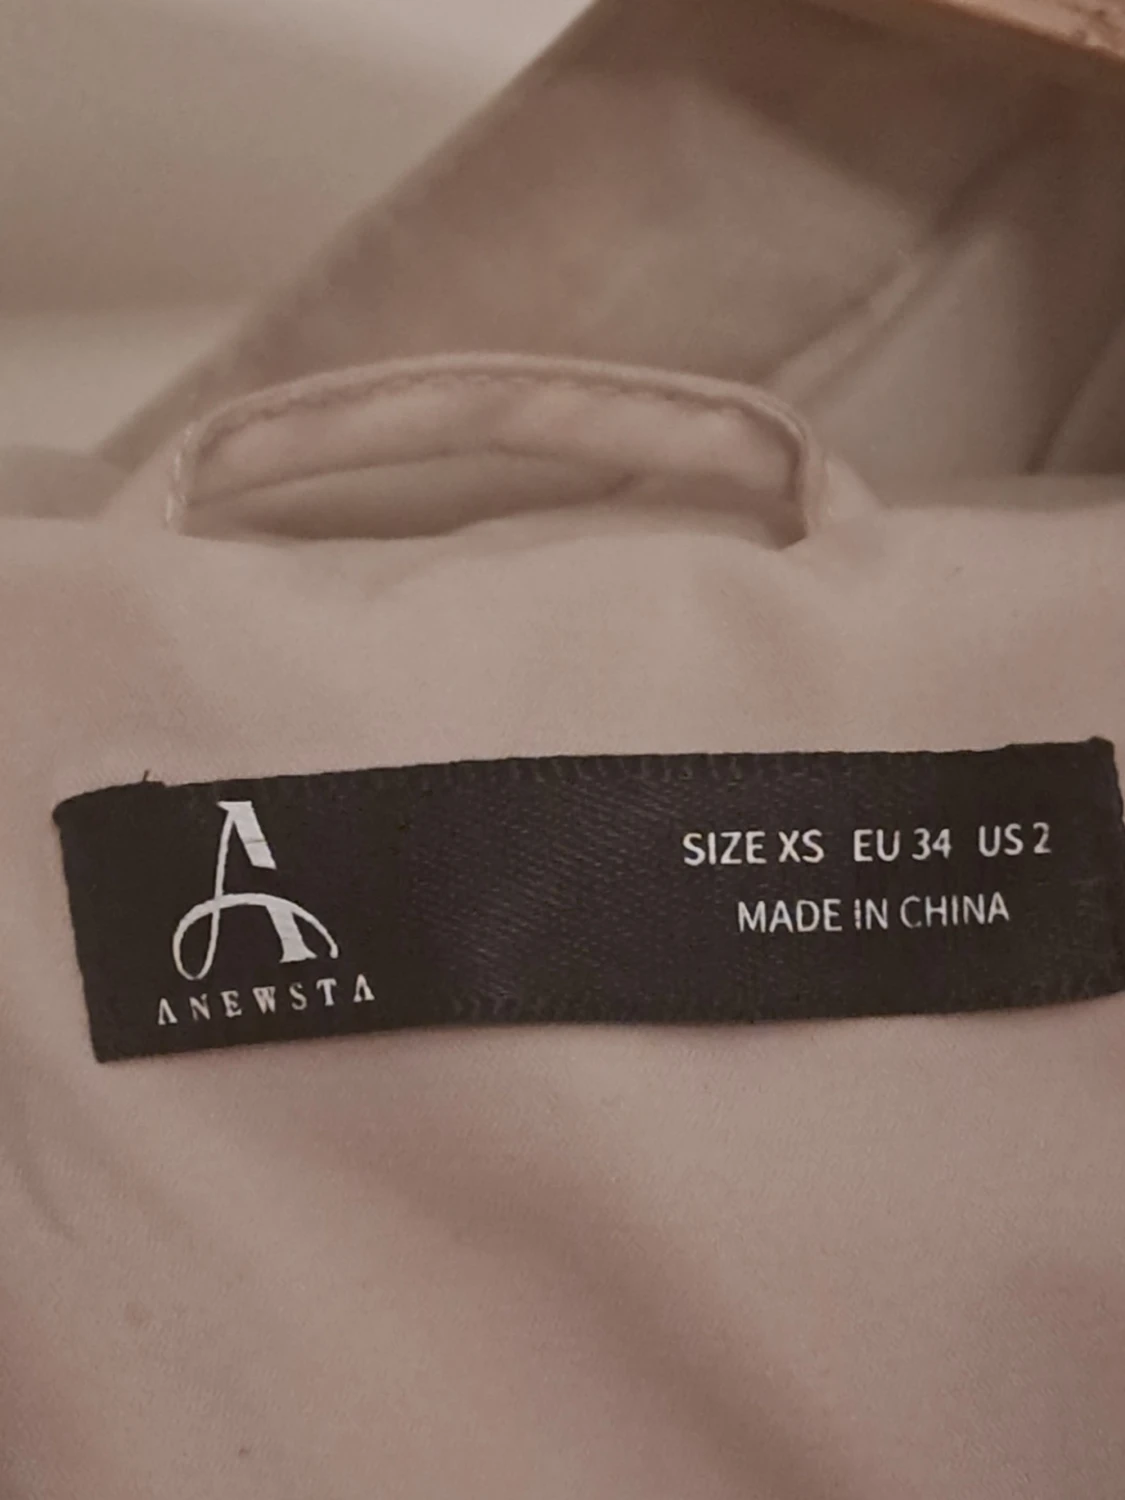 ANEWSTA
SIZE XS EU 34 US 2
MADE IN CHINA